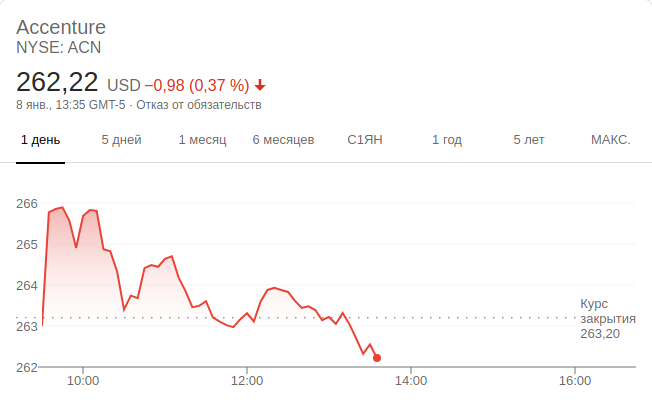 Accenture
NYSE: ACN
262,22 USD −0,98 (0,37 %)
8 янв., 13:35 GMT-5 · Отказ от обязательств
1 день 5 дней 1 месяц 6 месяцев С1ЯН 1 год 5 лет МАКС.
266
265
264
263
262
Курс
закрытия
263,20
10:00 12:00 14:00 16:00